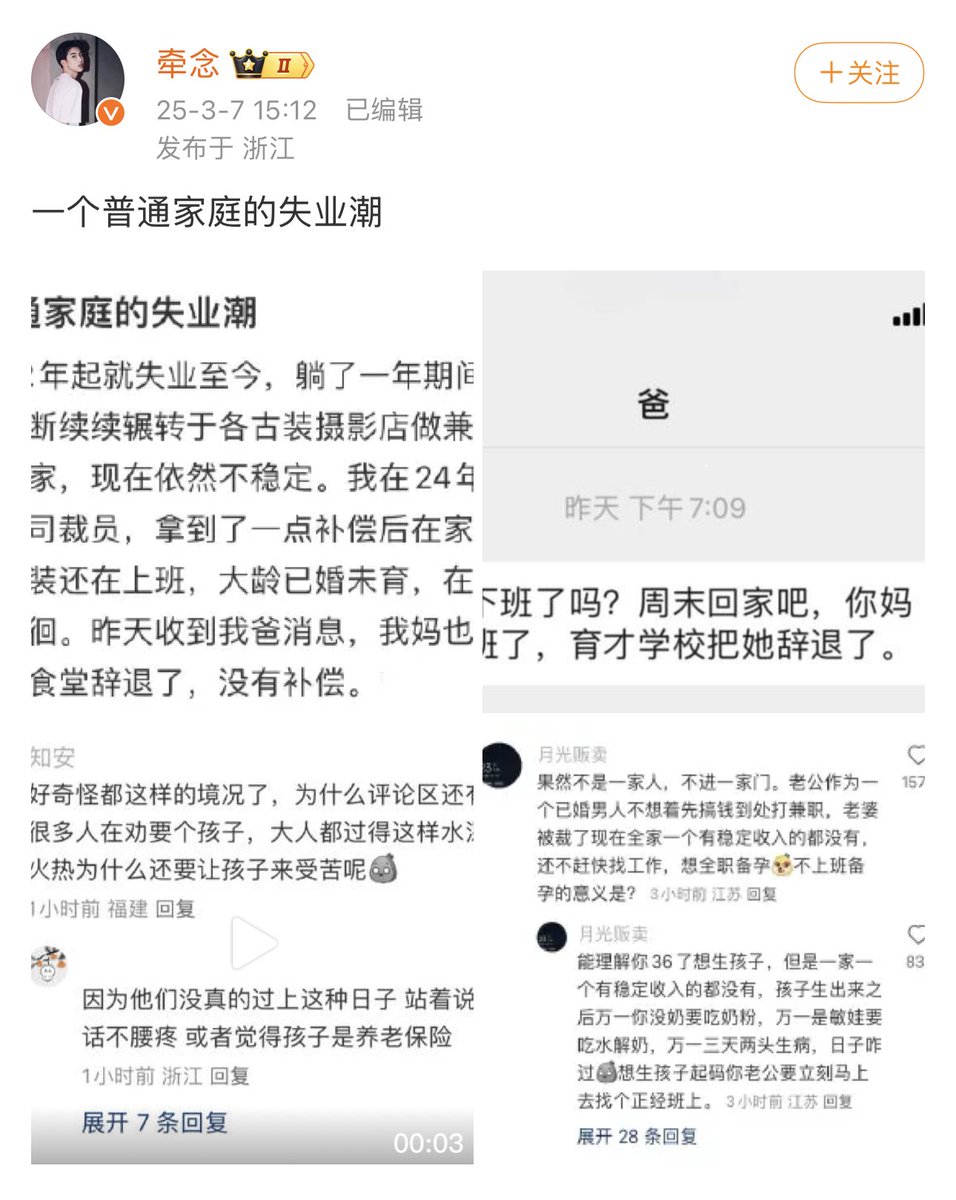 牵念
II
+关注
25-3-7 15:12 已编辑
发布于 浙江
一个普通家庭的失业潮
家庭的失业潮
年起就失业至今，躺了一年期间
断续续辗转于各古装摄影店做兼
家，现在依然不稳定。我在24年
司裁员，拿到了一点补偿后在家
装还在上班，大龄已婚未育，在
徊。昨天收到我爸消息，我妈也
食堂辞退了，没有补偿。
爸
昨天 下午 7:09
下班了吗？周末回家吧，你妈
班了，育才学校把她辞退了。
知安
好奇怪都这样的境况了，为什么评论区还有
很多人在劝要个孩子，大人都过得这样水深
火热为什么还要让孩子来受苦呢
1小时前 福建 回复
因为他们没真的过上这种日子 站着说
话不腰疼 或者觉得孩子是养老保险
1小时前 浙江 回复
展开 7 条回复
00:03
月光贩卖
157
果然不是一家人，不进一家门。老公作为一
个已婚男人不想着先搞钱到处打兼职，老婆
被裁了现在全家一个有稳定收入的都没有，
还不赶快找工作，想全职备孕不上班备
孕的意义是？ 3小时前 江苏 回复
月光贩卖
83
能理解你36了想生孩子，但是一家一
个有稳定收入的都没有，孩子生出来之
后万一你没奶要吃奶粉，万一是敏娃要
吃水解奶，万一三天两头生病，日子咋
过想生孩子起码你老公要立刻马上
去找个正经班上。 3小时前 江苏 回复
展开 28 条回复